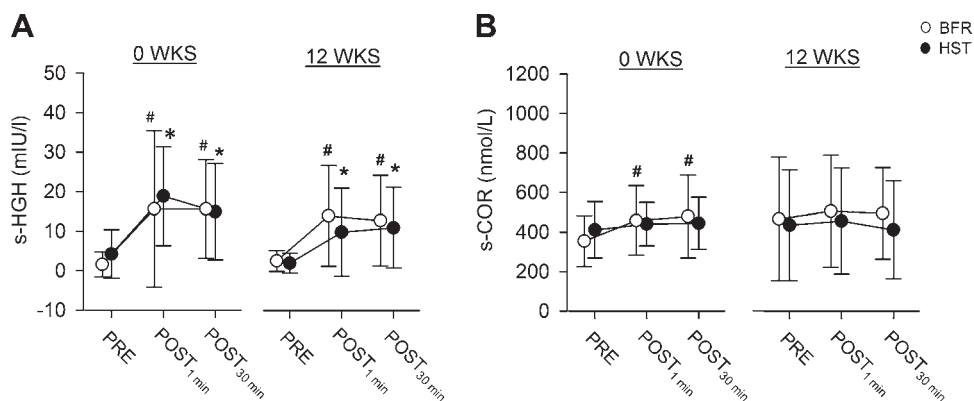 A
B
BFR
HST
0 WKS
12 WKS
0 WKS
12 WKS
s-HGH (mIU/l)
50
40
30
20
10
0
-10
# * # *
# * # *
PRE
POST 1 min
POST 30 min
PRE
POST 1 min
POST 30 min
s-COR (nmol/L)
1200
1000
800
600
400
200
0
# #
PRE
POST 1 min
POST 30 min
PRE
POST 1 min
POST 30 min